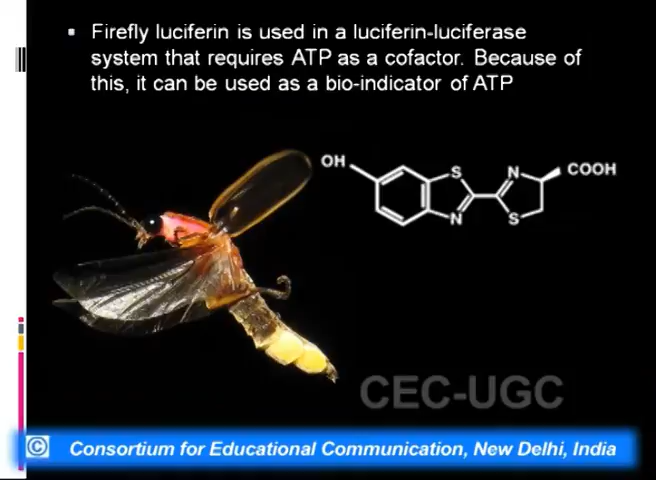 Firefly luciferin is used in a luciferin-luciferase
system that requires ATP as a cofactor. Because of
this, it can be used as a bio-indicator of ATP
OH
S
N
COOH
N
S
CEC-UGC
© Consortium for Educational Communication, New Delhi, India